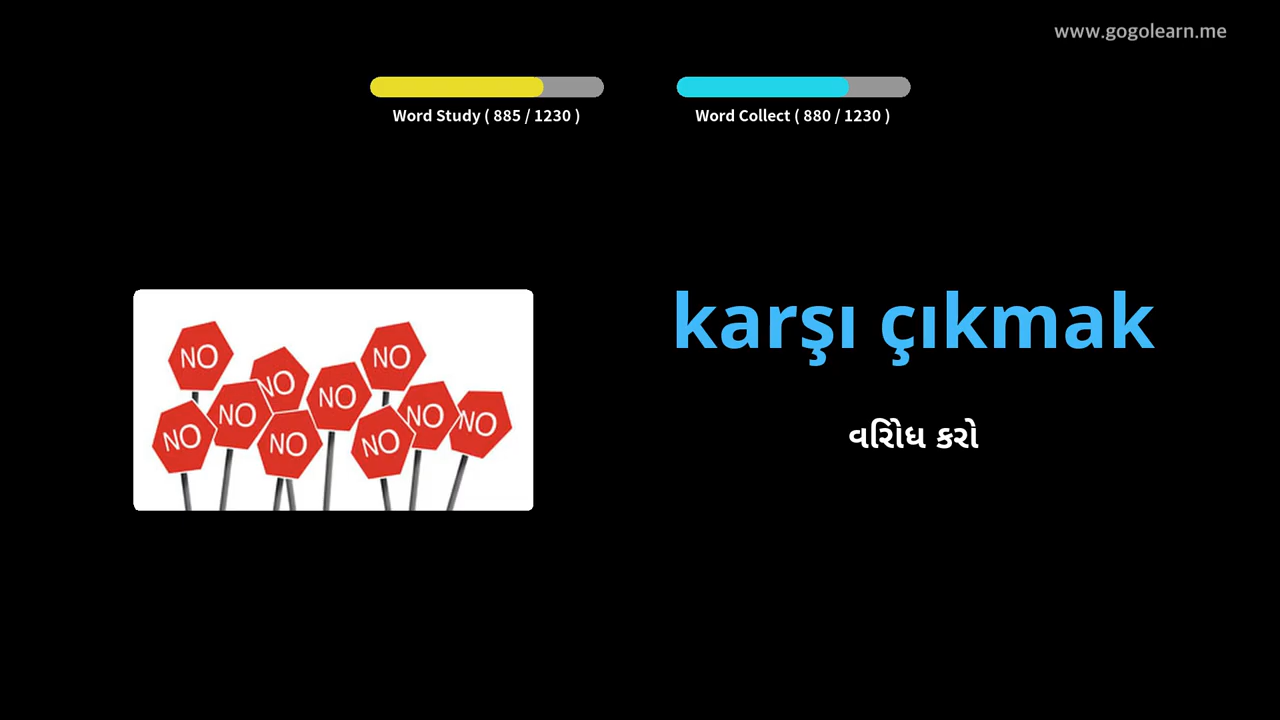 www.gogolearn.me
Word Study ( 885 / 1230 )
Word Collect ( 880 / 1230 )
karşı çıkmak
વિરોધ કરો
NO
NO
NO
NO
NO
NO
NO
NO
NO
NO